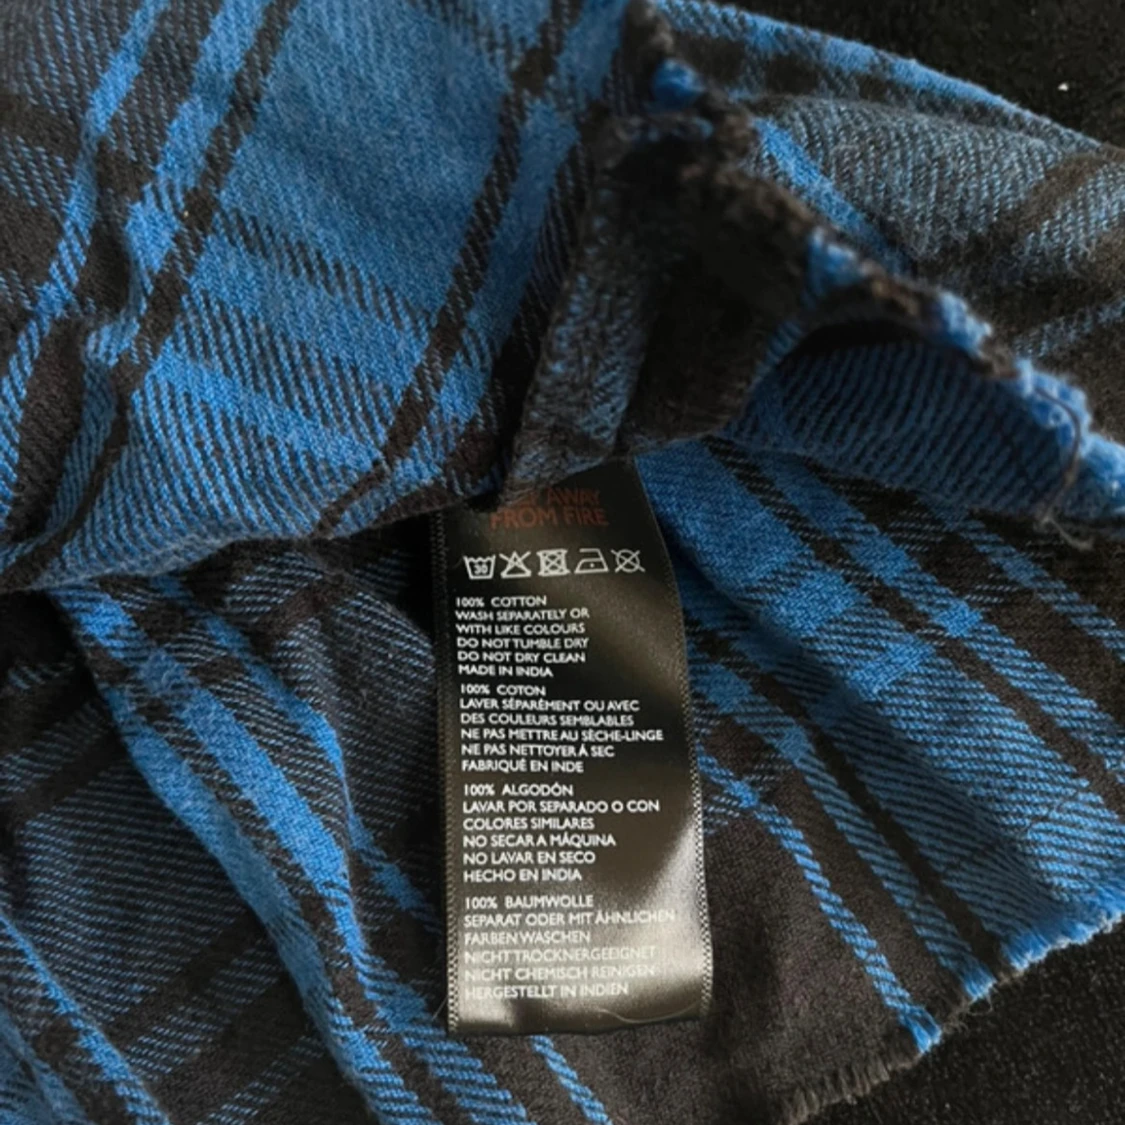 AWAY
FROM FIRE
30
100% COTTON
WASH SEPARATELY OR
WITH LIKE COLOURS
DO NOT TUMBLE DRY
DO NOT DRY CLEAN
MADE IN INDIA
100% COTON
LAVER SÉPARÉMENT OU AVEC
DES COULEURS SEMBLABLES
NE PAS METTRE AU SÈCHE-LINGE
NE PAS NETTOYER À SEC
FABRIQUÉ EN INDE
100% ALGODÓN
LAVAR POR SEPARADO O CON
COLORES SIMILARES
NO SECAR A MÁQUINA
NO LAVAR EN SECO
HECHO EN INDIA
100% BAUMWOLLE
SEPARAT ODER MIT ÄHNLICHEN
FARBEN WASCHEN
NICHT TROCKNERGEEIGNET
NICHT CHEMISCH REINIGEN
HERGESTELLT IN INDIEN